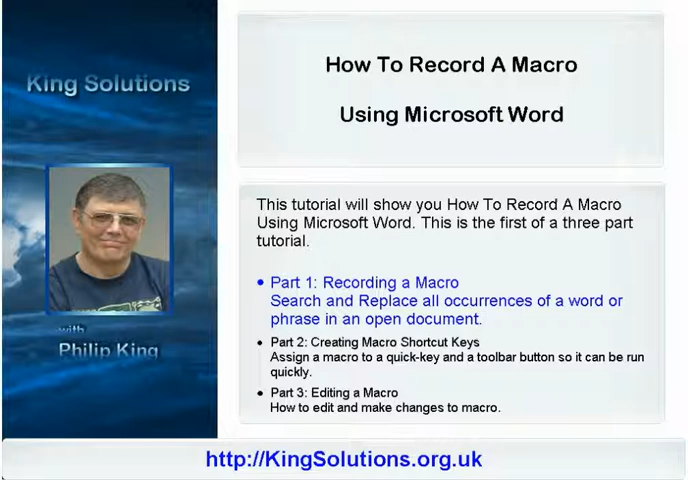 King Solutions
with
Philip King
How To Record A Macro
Using Microsoft Word
This tutorial will show you How To Record A Macro
Using Microsoft Word. This is the first of a three part
tutorial.
• Part 1: Recording a Macro
Search and Replace all occurrences of a word or
phrase in an open document.
• Part 2: Creating Macro Shortcut Keys
Assign a macro to a quick-key and a toolbar button so it can be run
quickly.
• Part 3: Editing a Macro
How to edit and make changes to macro.
http://KingSolutions.org.uk